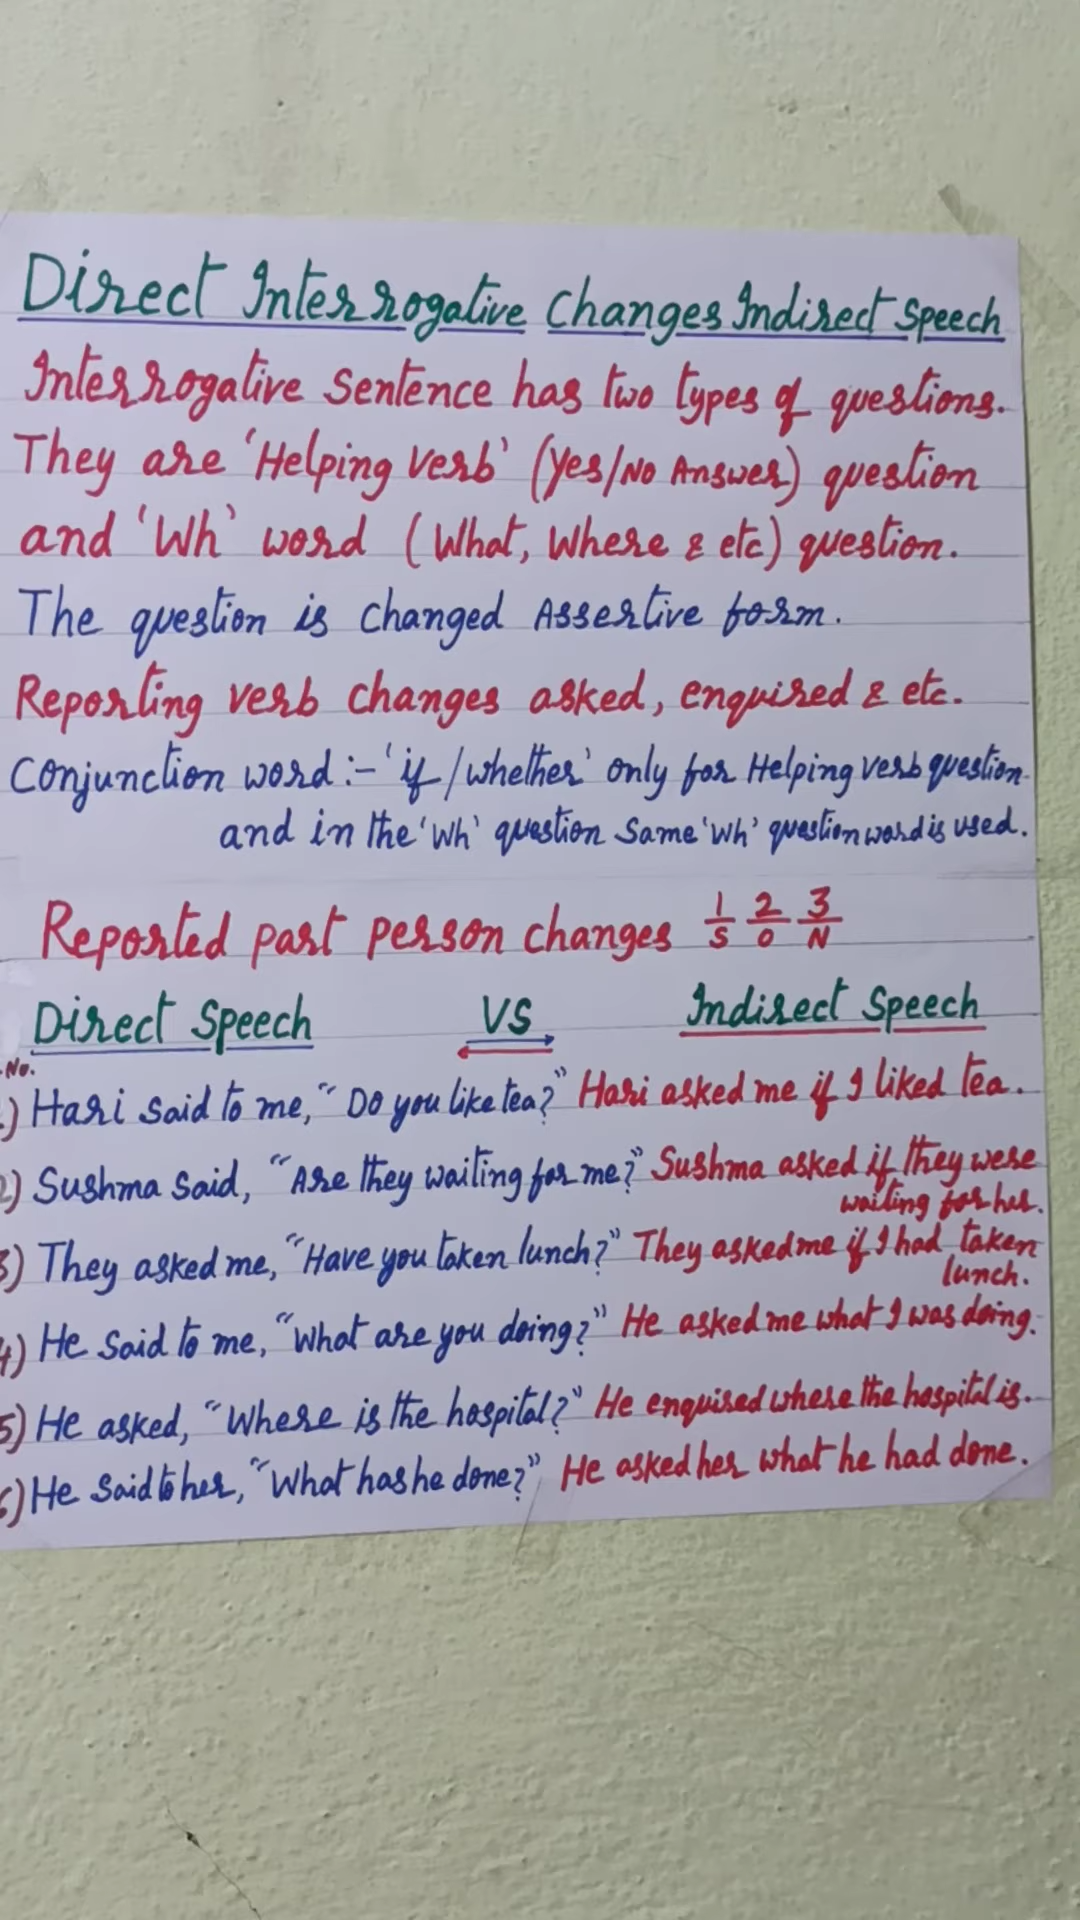 Direct Interrogative Changes Indirect Speech
Interrogative Sentence has two types of questions.
They are 'Helping verb' (Yes/No Answer) question
and 'Wh' word (What, Where & etc) question.
The question is changed Assertive form.
Reporting verb changes asked, enquired & etc.
Conjunction word :- 'if/whether' only for Helping verb question
and in the 'Wh' question Same 'Wh' question word is used.
Reported part person changes 1/S 2/O 3/N
Direct Speech VS Indirect Speech
No.
1) Hari said to me, "Do you like tea?" Hari asked me if I liked tea.
2) Sushma said, "Are they waiting for me?" Sushma asked if they were
waiting for her.
3) They asked me, "Have you taken lunch?" They asked me if I had taken
lunch.
4) He said to me, "What are you doing?" He asked me what I was doing.
5) He asked, "Where is the hospital?" He enquired where the hospital is.
6) He said to her, "What has he done?" He asked her what he had done.